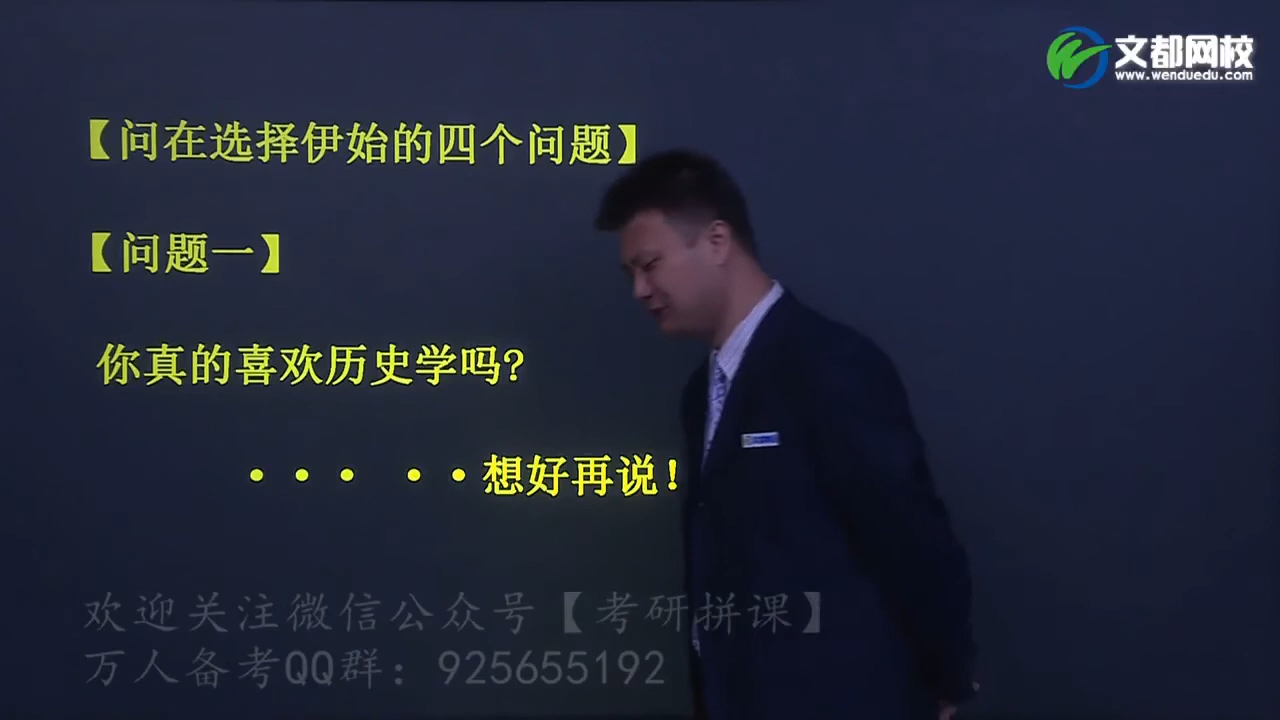 文都网校
www.wenduedu.com
【问在选择伊始的四个问题】
【问题一】
你真的喜欢历史学吗?
••• ••想好再说!
欢迎关注微信公众号【考研拼课】
万人备考QQ群：925655192